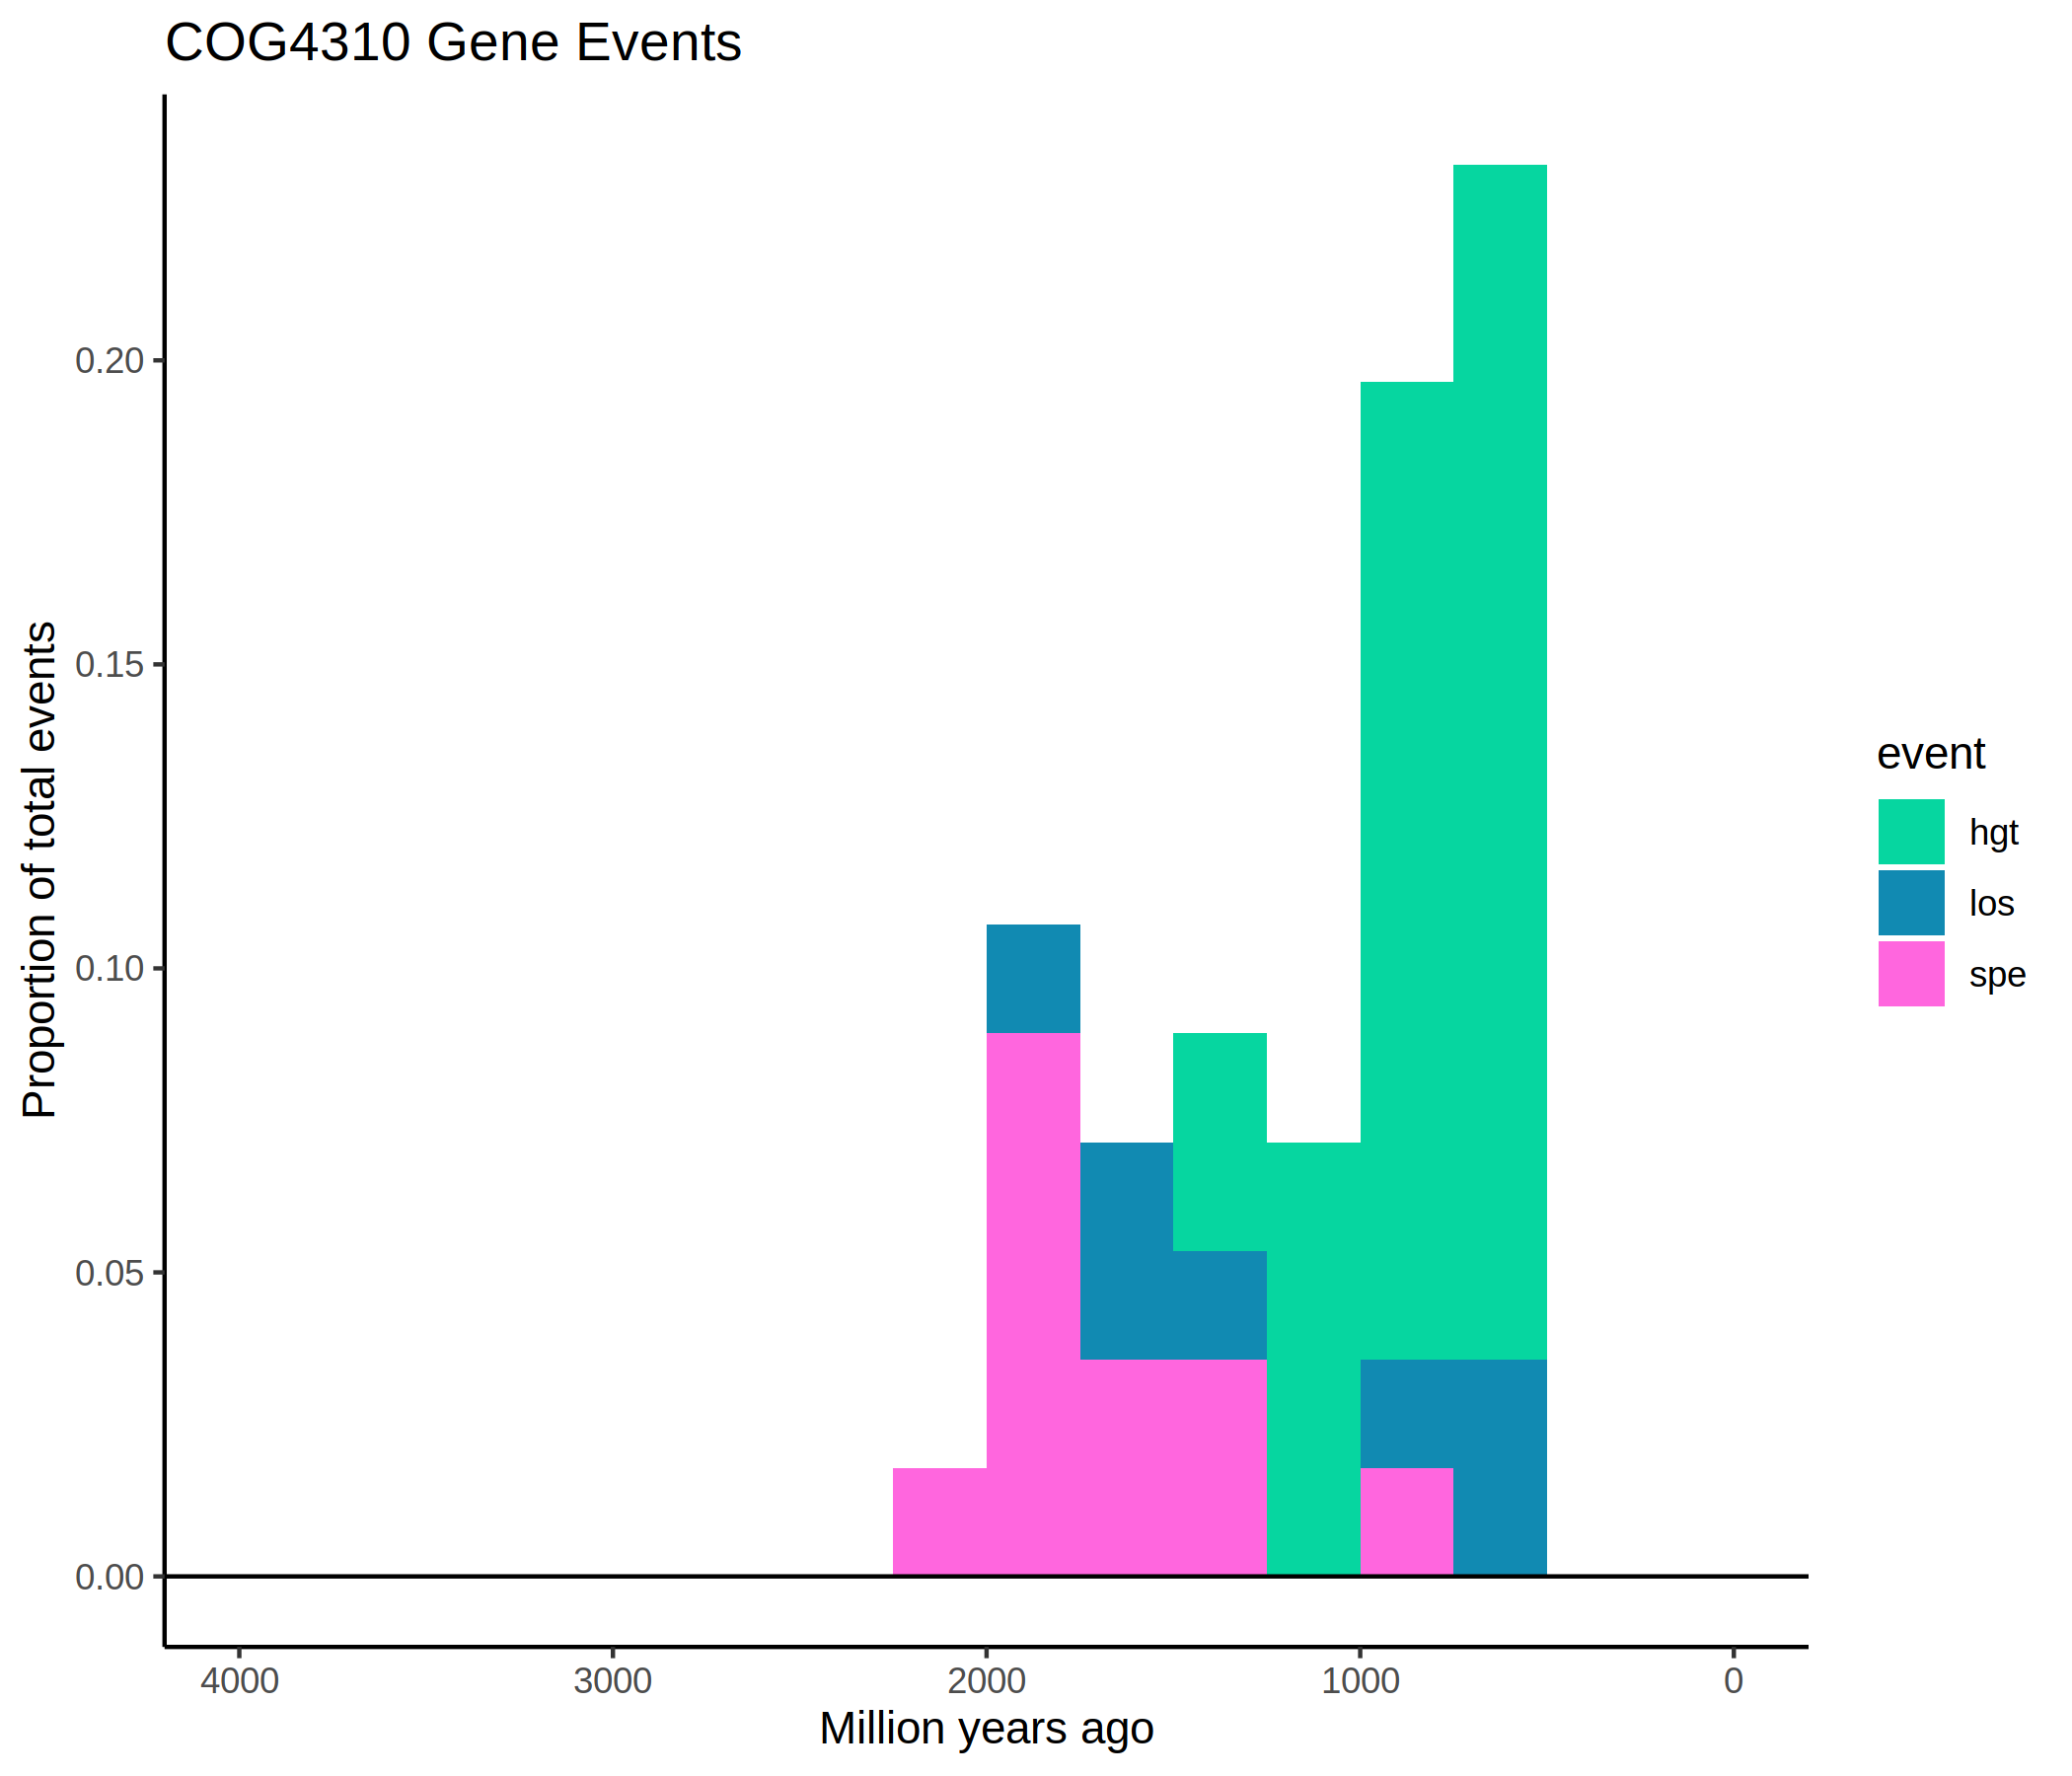 COG4310 Gene Events
Proportion of total events
0.20
0.15
0.10
0.05
0.00
4000 3000 2000 1000 0
Million years ago
event
hgt
los
spe